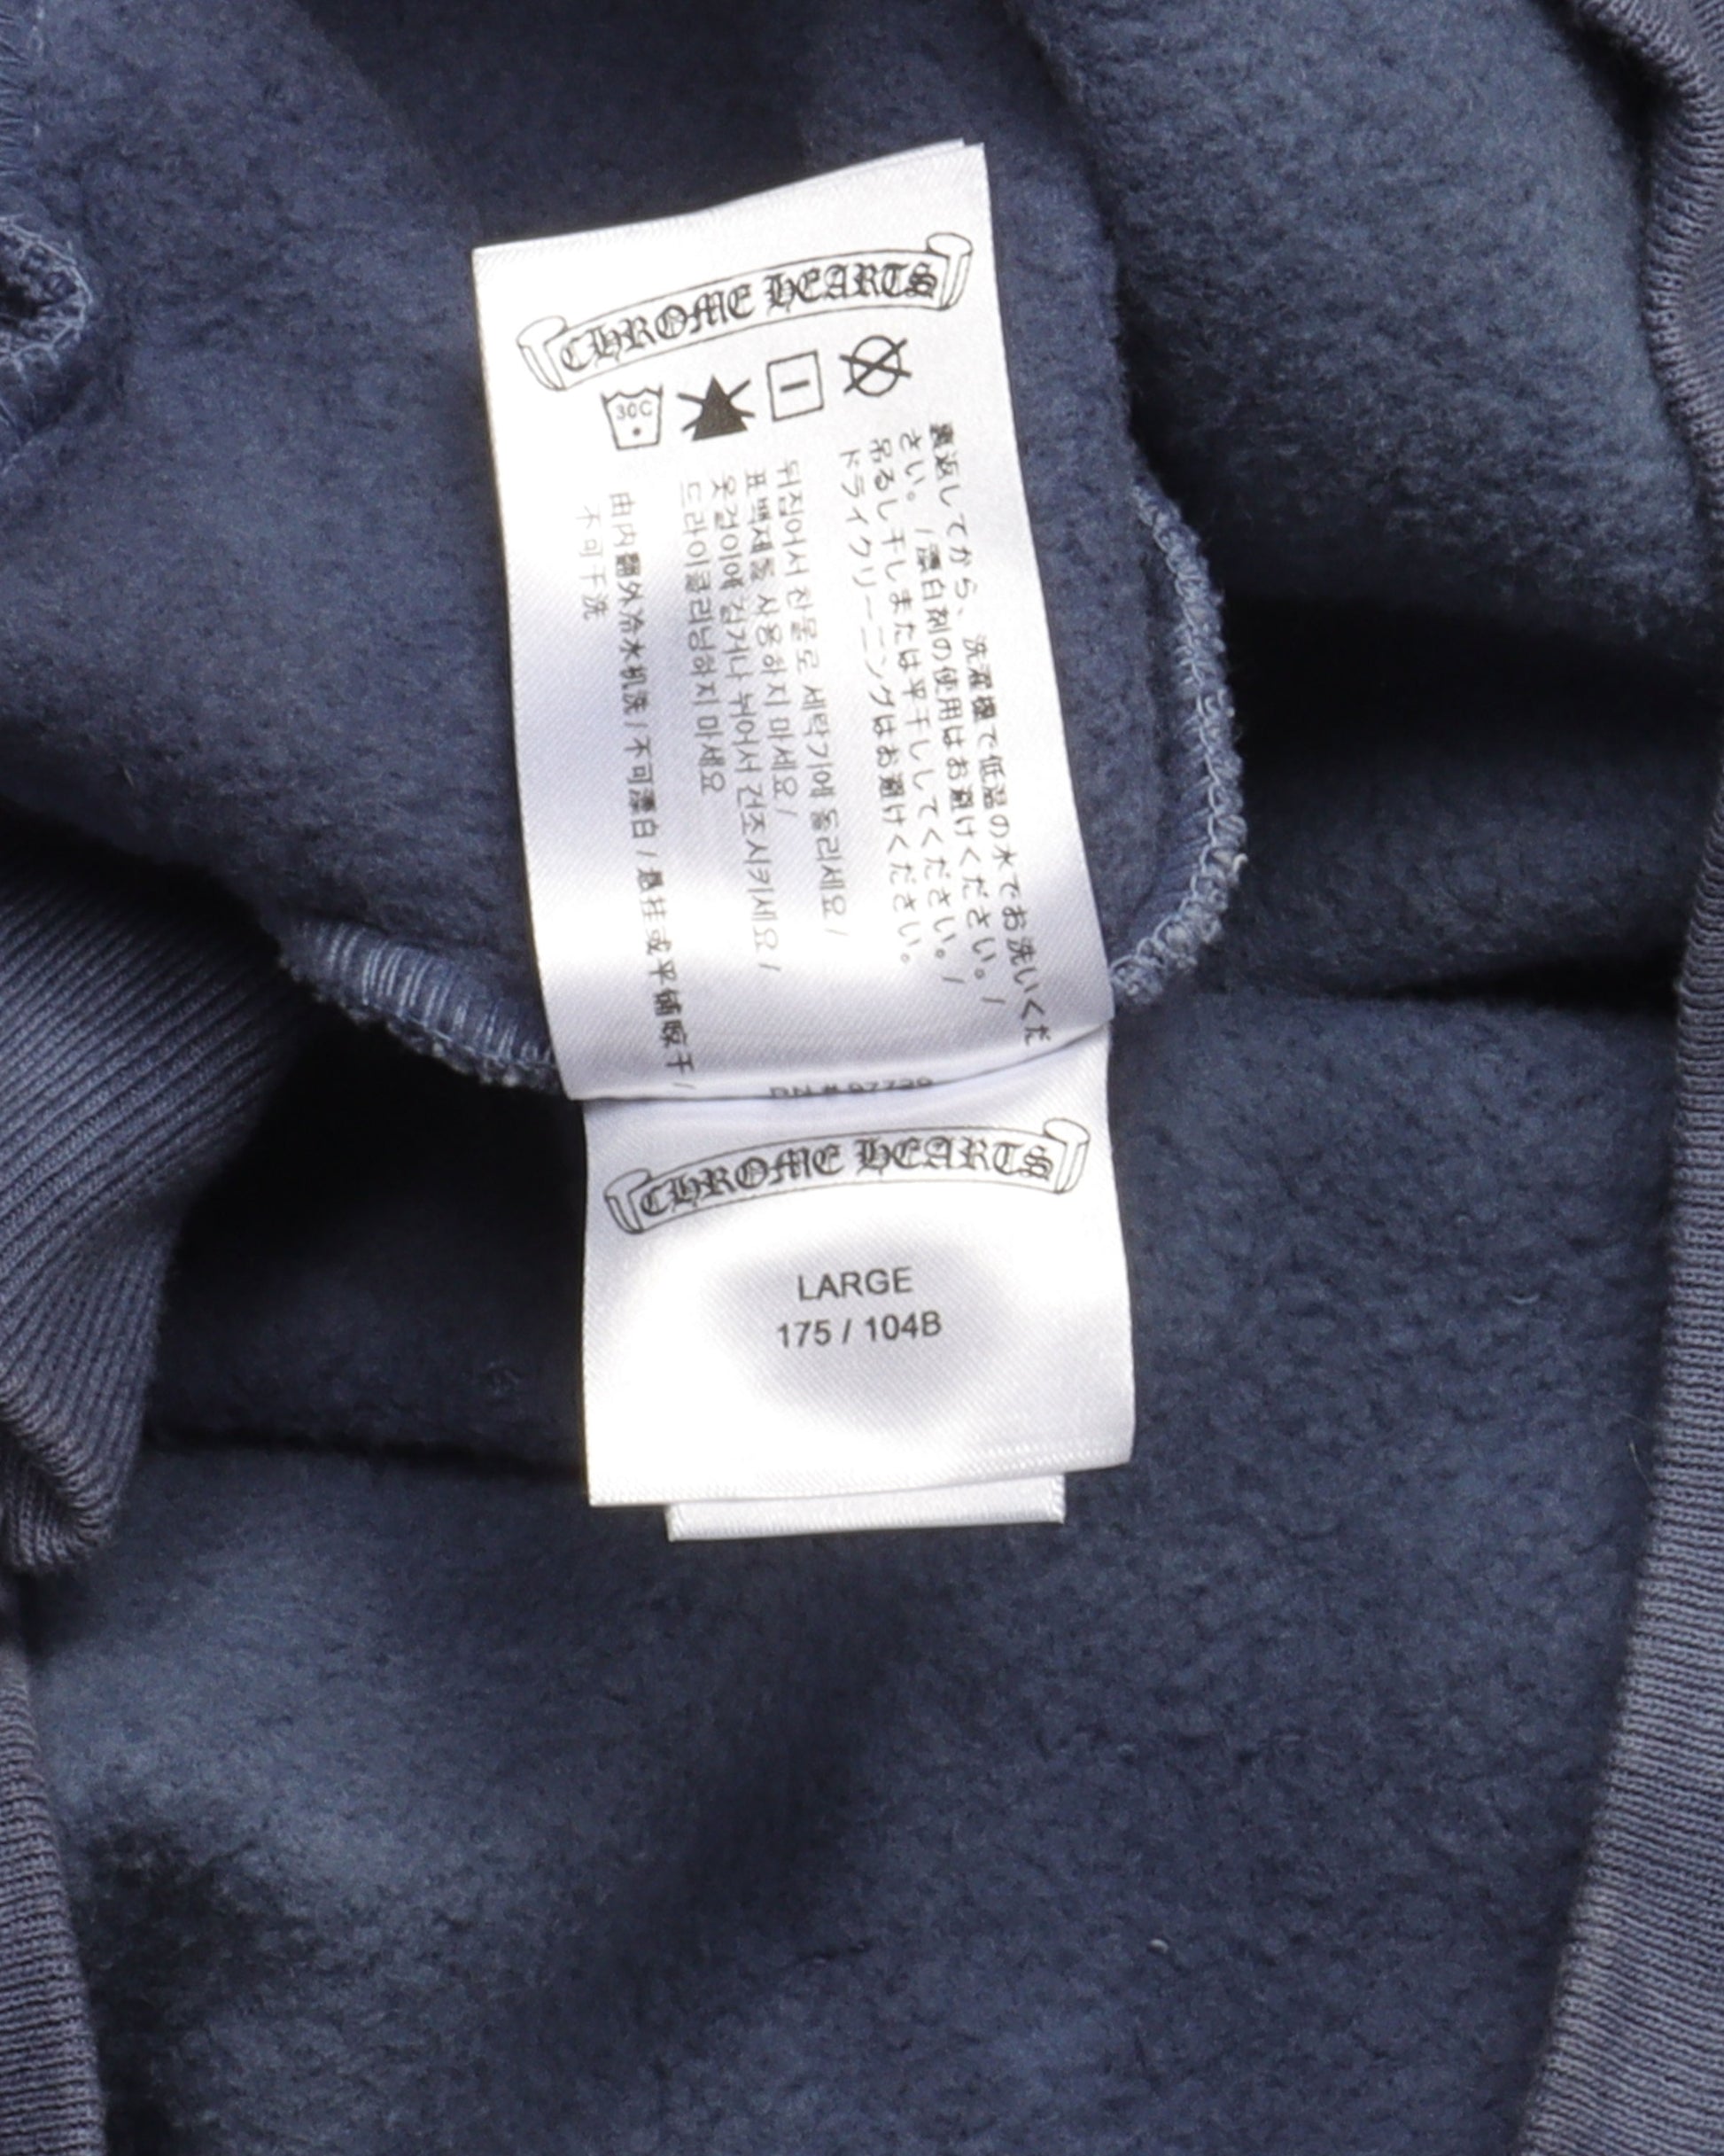 CHROME HEARTS
30C
裏返してから、洗濯機で低温の水でお洗いくだ
さい。/漂白剤の使用はお避けください。/
吊るし干しまたは平干ししてください。/
ドライクリーニングはお避けください。
뒤집어서 찬물로 세탁기에 돌리세요 /
표백제를 사용하지 마세요 /
옷걸이에 걸거나 뉘어서 건조시키세요 /
드라이클리닝하지 마세요
由内翻外冷水机洗 / 不可漂白 / 悬挂或平铺晾干 /
不可干洗
RN # 97739
CHROME HEARTS
LARGE
175 / 104B